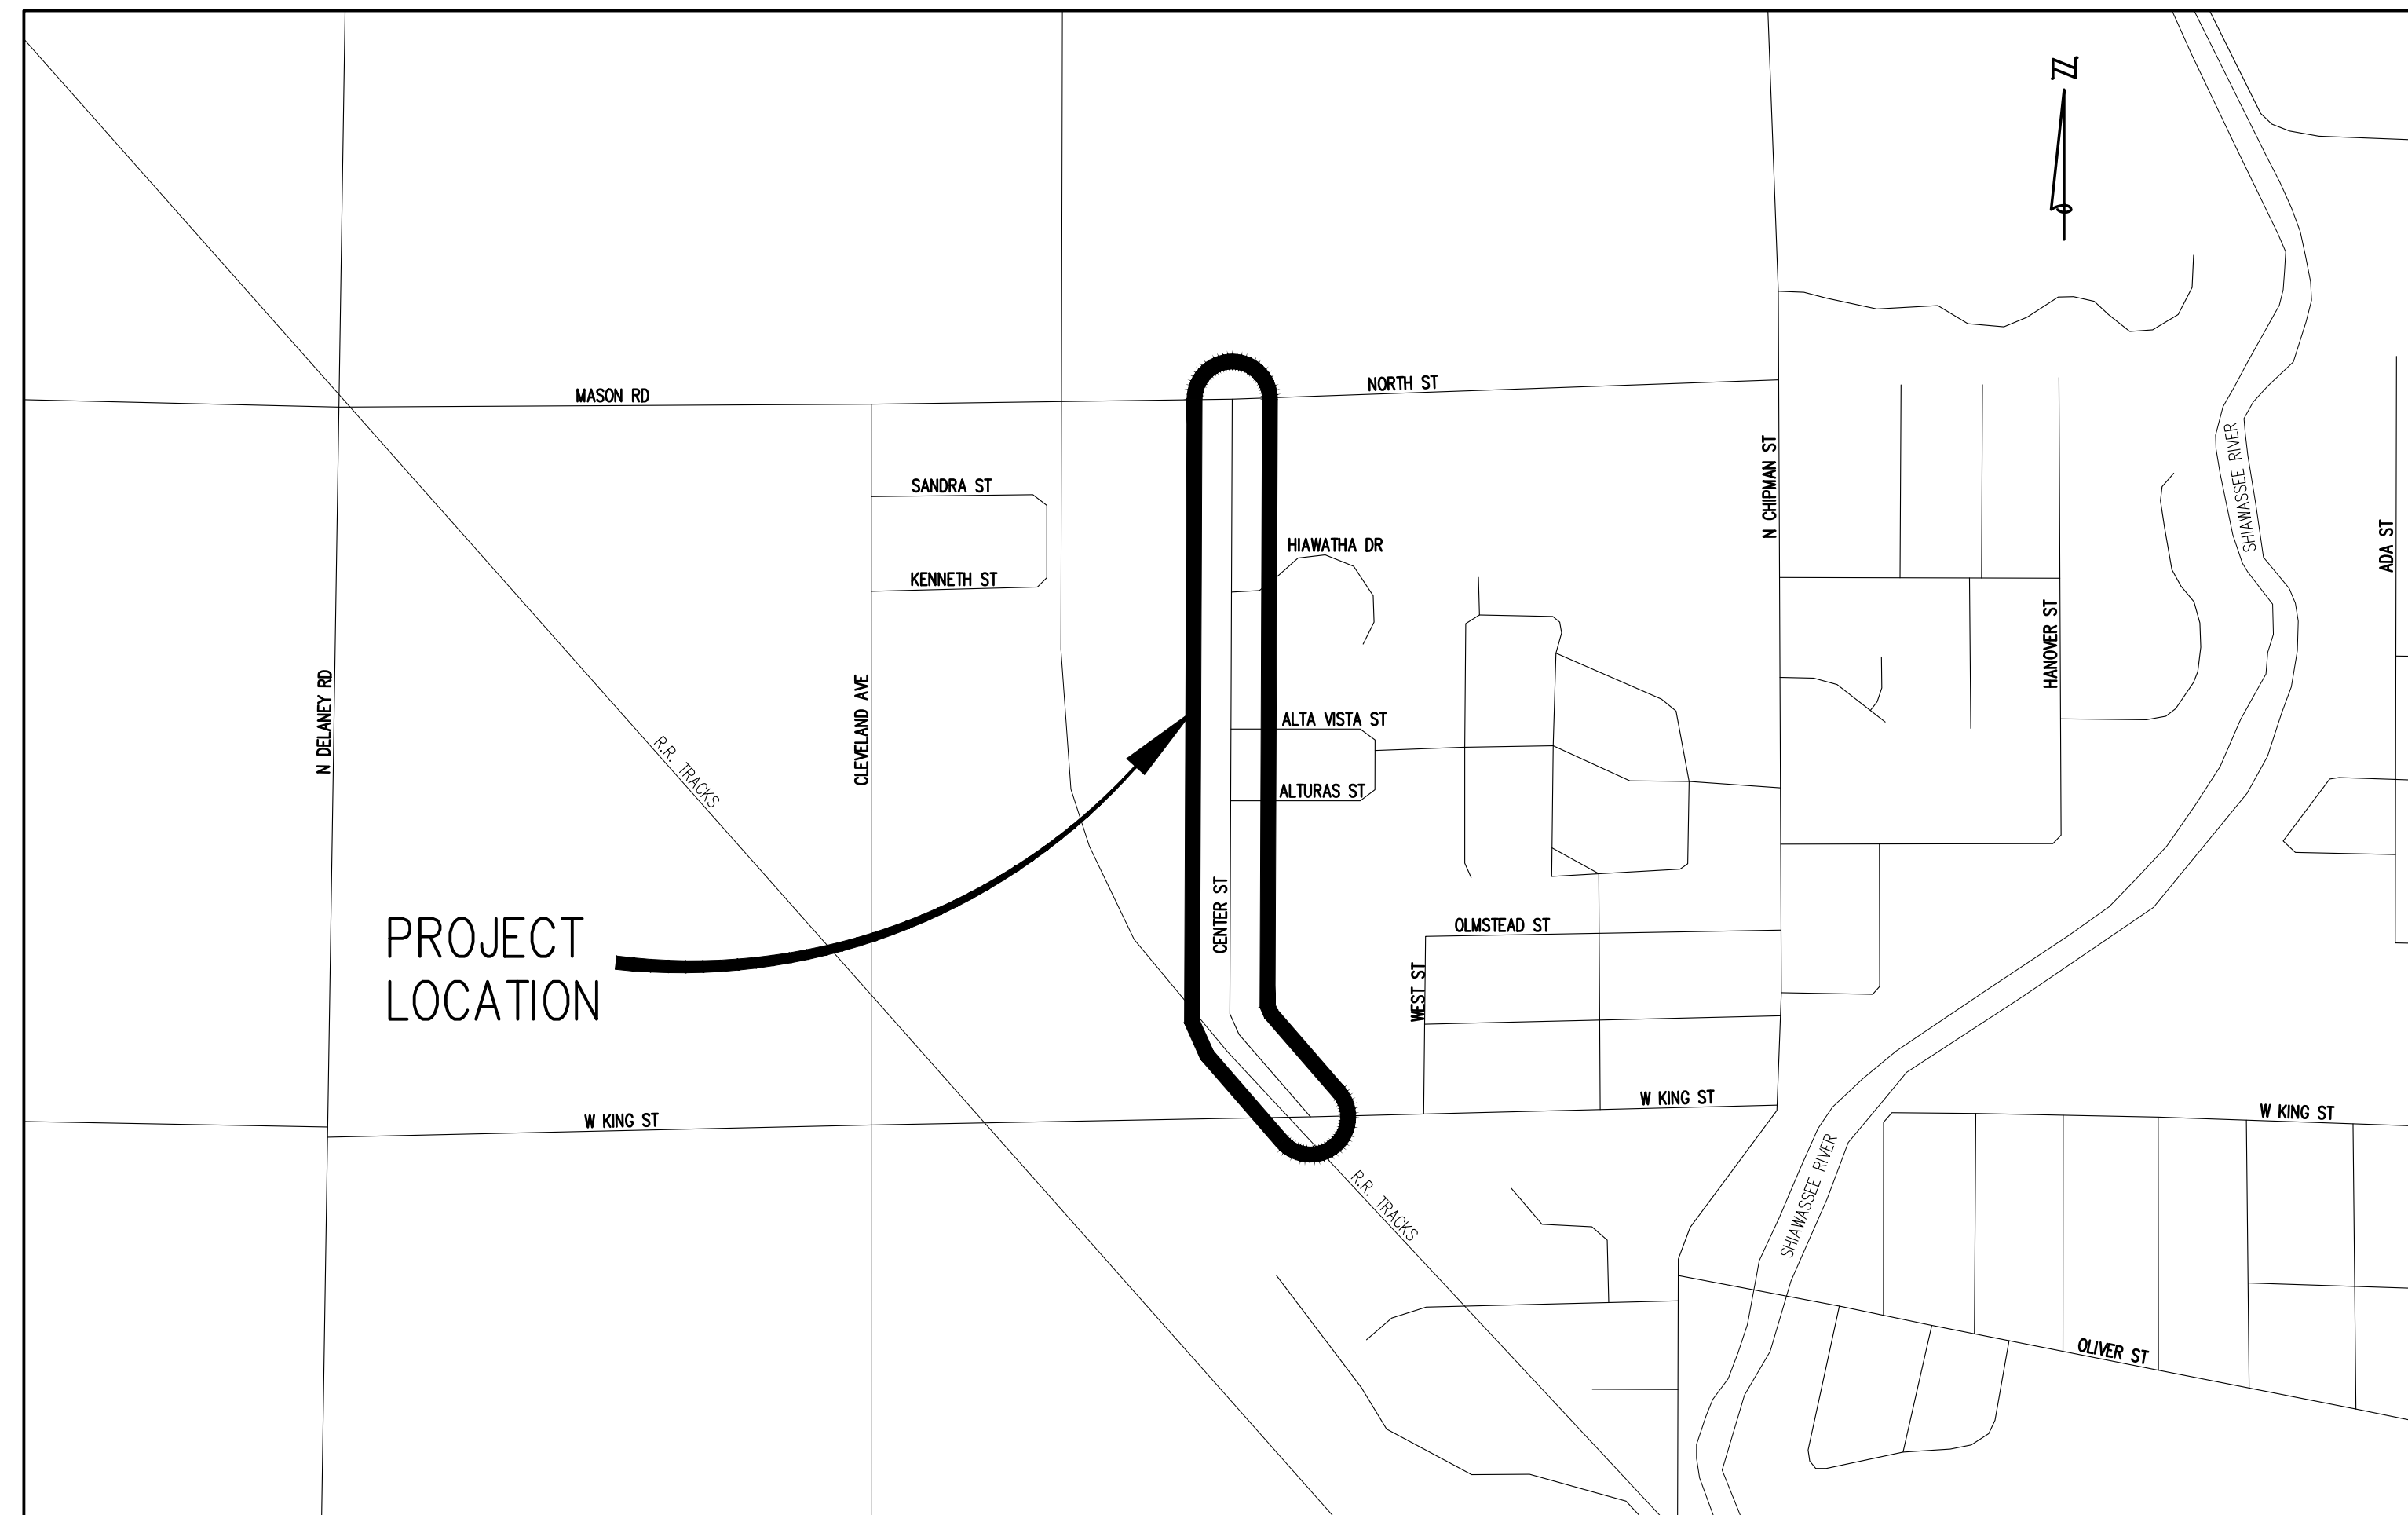 N
MASON RD
NORTH ST
SANDRA ST
KENNETH ST
HIAWATHA DR
N CHIPMAN ST
SHIAWASSEE RIVER
ADA ST
HANOVER ST
N DELANEY RD
R.R. TRACKS
CLEVELAND AVE
ALTA VISTA ST
ALTURAS ST
CENTER ST
PROJECT
LOCATION
OLMSTEAD ST
WEST ST
W KING ST
W KING ST
W KING ST
R.R. TRACKS
SHIAWASSEE RIVER
OLIVER ST